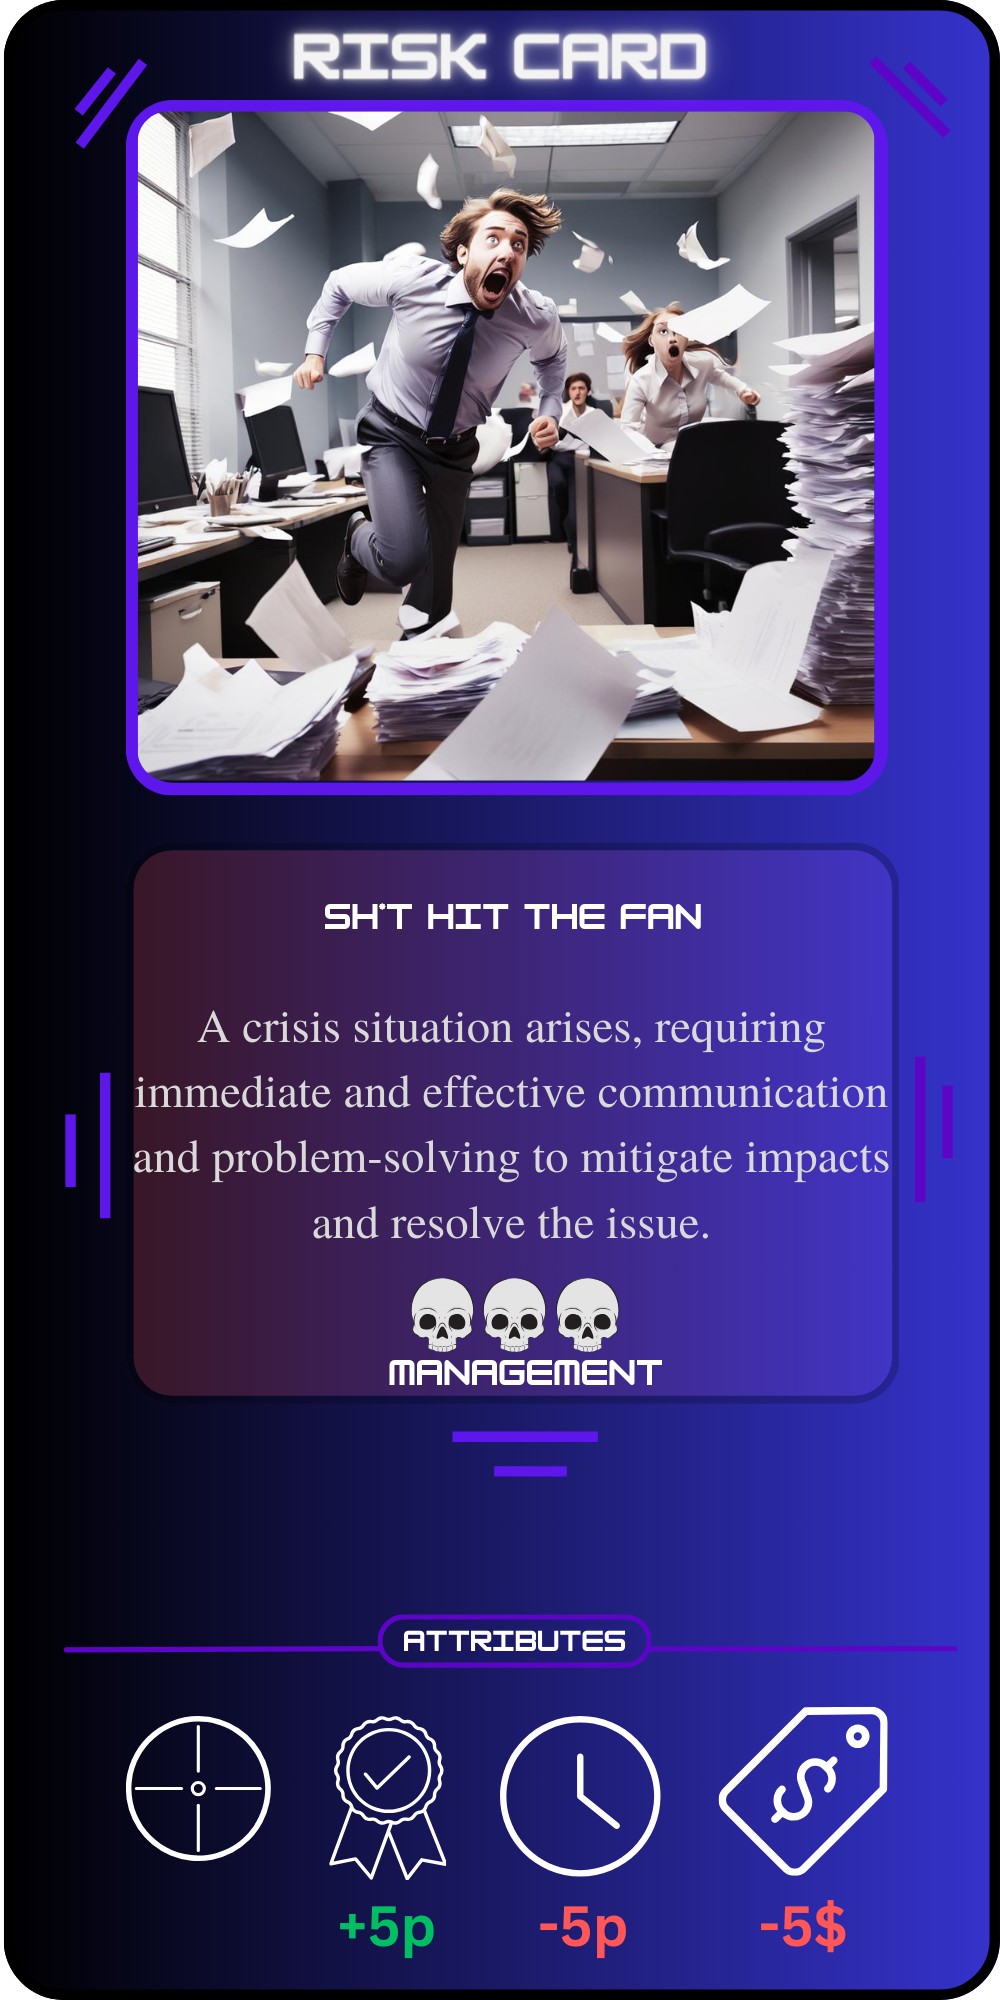 RISK CARD
SH*T HIT THE FAN
A crisis situation arises, requiring
immediate and effective communication
and problem-solving to mitigate impacts
and resolve the issue.
MANAGEMENT
ATTRIBUTES
$
+5p -5p -5$